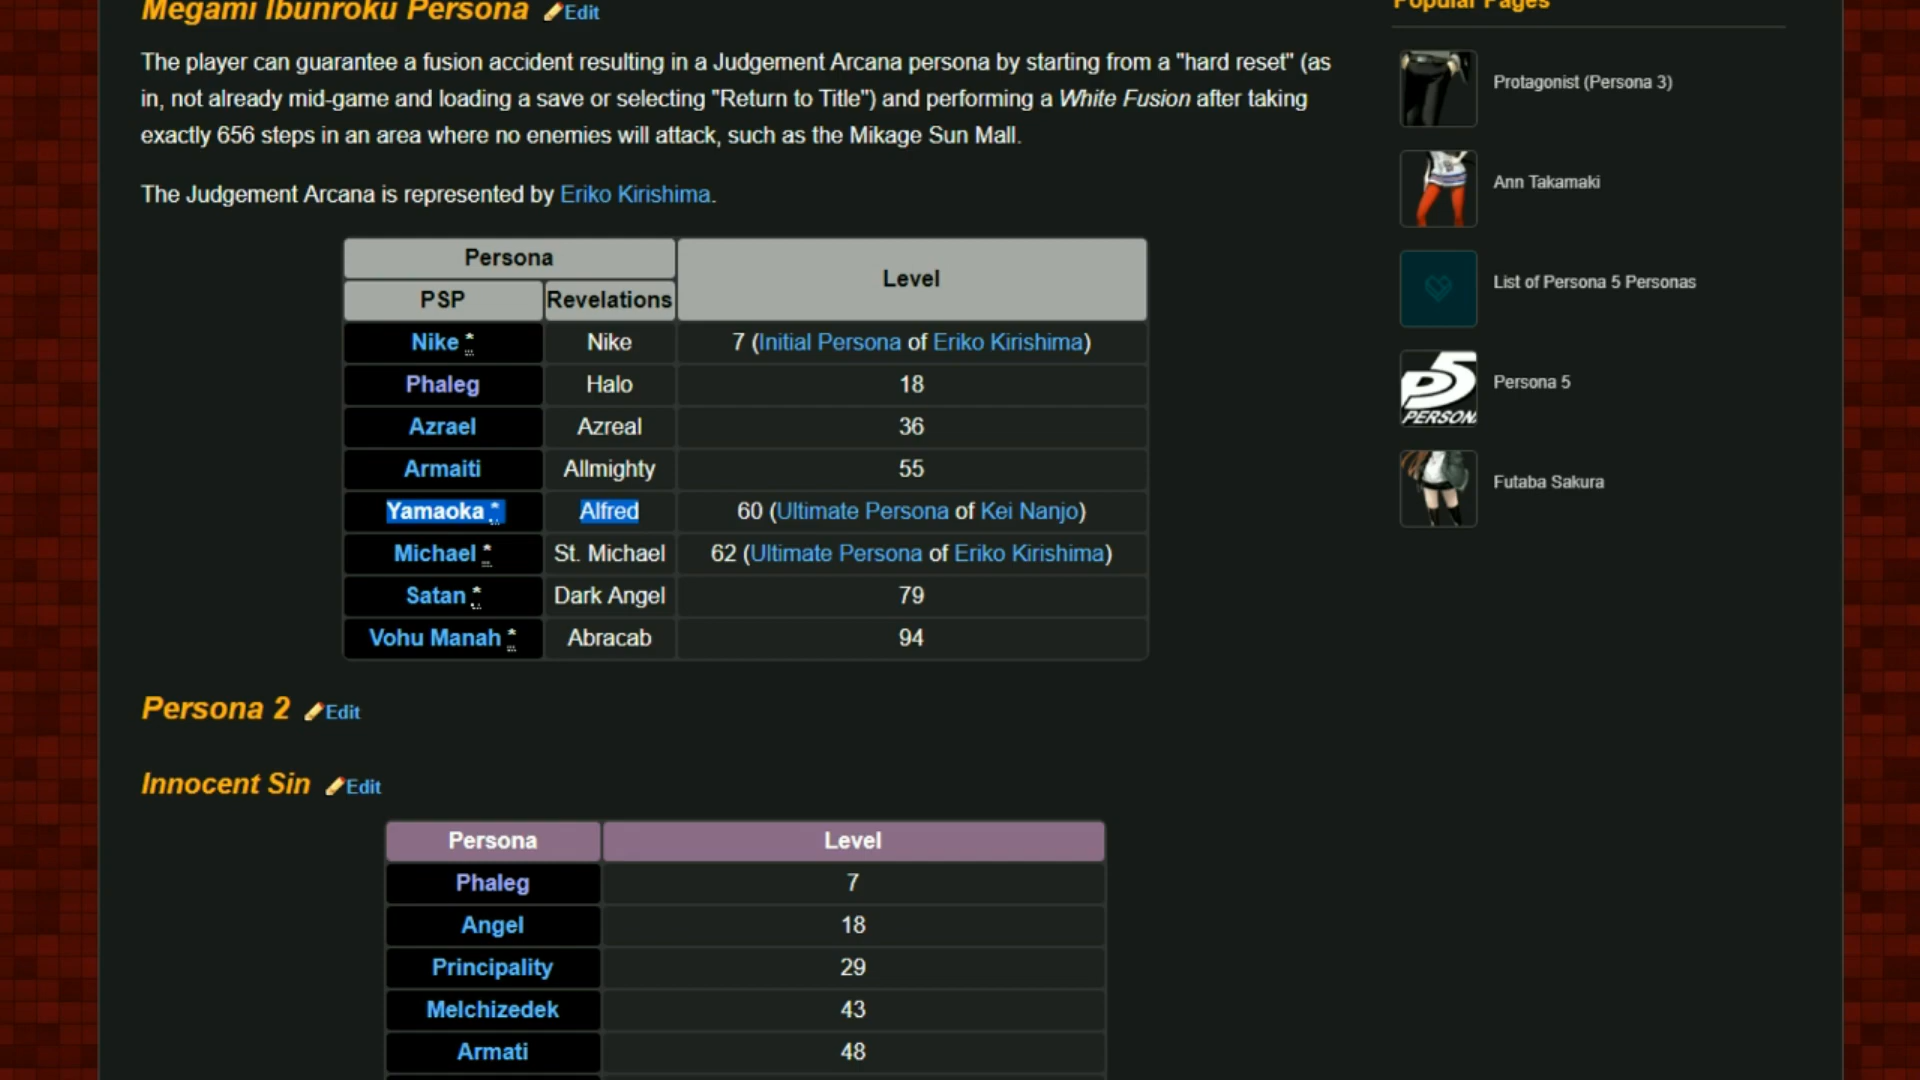 Megami Ibunroku Persona Edit
The player can guarantee a fusion accident resulting in a Judgement Arcana persona by starting from a "hard reset" (as
in, not already mid-game and loading a save or selecting "Return to Title") and performing a White Fusion after taking
exactly 656 steps in an area where no enemies will attack, such as the Mikage Sun Mall.
The Judgement Arcana is represented by Eriko Kirishima.
Persona Level
PSP Revelations
Nike * Nike 7 (Initial Persona of Eriko Kirishima)
Phaleg Halo 18
Azrael Azreal 36
Armaiti Allmighty 55
Yamaoka * Alfred 60 (Ultimate Persona of Kei Nanjo)
Michael * St. Michael 62 (Ultimate Persona of Eriko Kirishima)
Satan * Dark Angel 79
Vohu Manah * Abracab 94
Persona 2 Edit
Innocent Sin Edit
Persona Level
Phaleg 7
Angel 18
Principality 29
Melchizedek 43
Armati 48
Popular Pages
Protagonist (Persona 3)
Ann Takamaki
List of Persona 5 Personas
P5
PERSON
Persona 5
Futaba Sakura